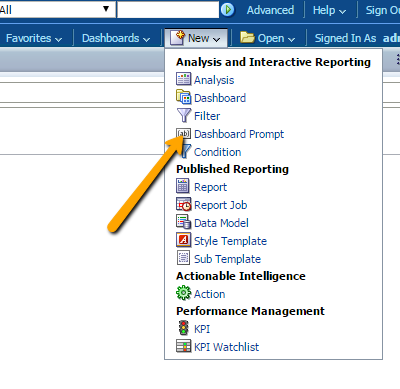 All
Advanced Help Sign Ou
Favorites Dashboards New Open Signed In As adm
Analysis and Interactive Reporting
Analysis
Dashboard
Filter
Dashboard Prompt
Condition
Published Reporting
Report
Report Job
Data Model
Style Template
Sub Template
Actionable Intelligence
Action
Performance Management
KPI
KPI Watchlist